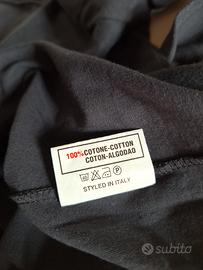 100% COTONE-COTTON
COTON-ALGODAO
P
STYLED IN ITALY
subito